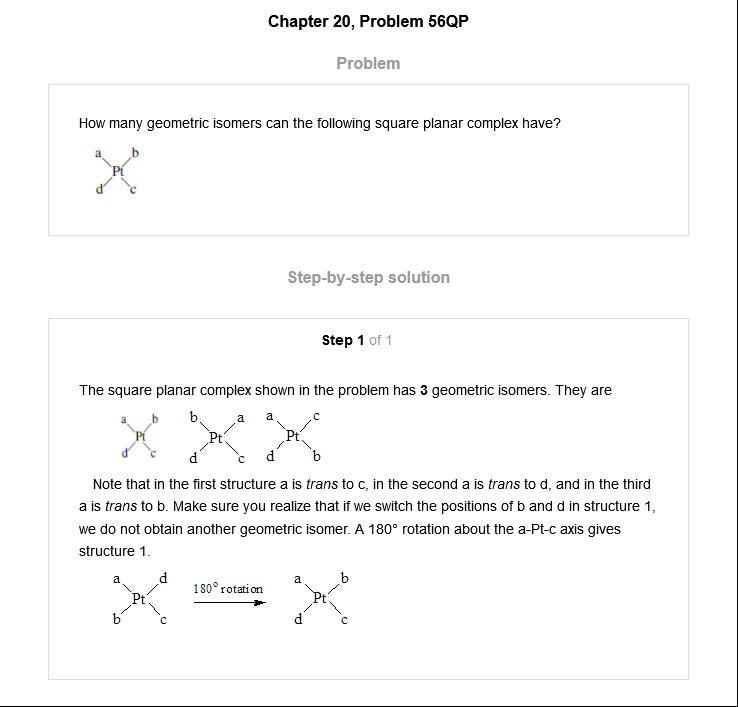 Chapter 20, Problem 56QP
Problem
How many geometric isomers can the following square planar complex have?
a b
Pt
d c
Step-by-step solution
Step 1 of 1
The square planar complex shown in the problem has 3 geometric isomers. They are
a b b a a c
Pt Pt Pt
d c d c d b
Note that in the first structure a is trans to c, in the second a is trans to d, and in the third
a is trans to b. Make sure you realize that if we switch the positions of b and d in structure 1,
we do not obtain another geometric isomer. A 180° rotation about the a-Pt-c axis gives
structure 1.
a d a b
Pt 180° rotation Pt
b c d c